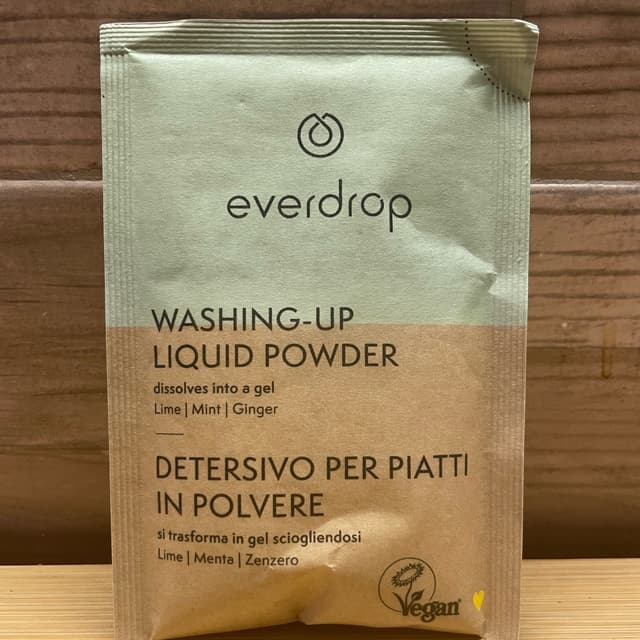 everdrop
WASHING-UP
LIQUID POWDER
dissolves into a gel
Lime | Mint | Ginger
DETERSIVO PER PIATTI
IN POLVERE
si trasforma in gel sciogliendosi
Lime | Menta | Zenzero
Vegan